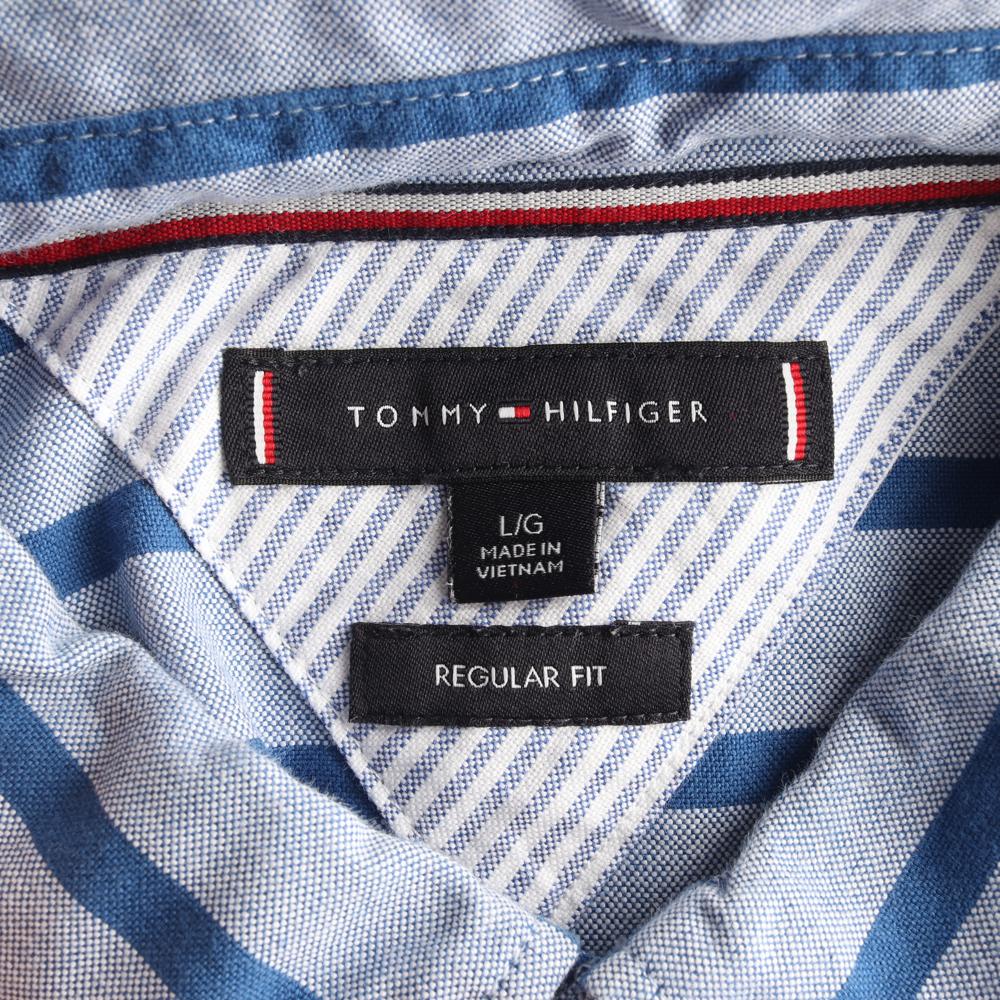 TOMMY HILFIGER
L/G
MADE IN
VIETNAM
REGULAR FIT